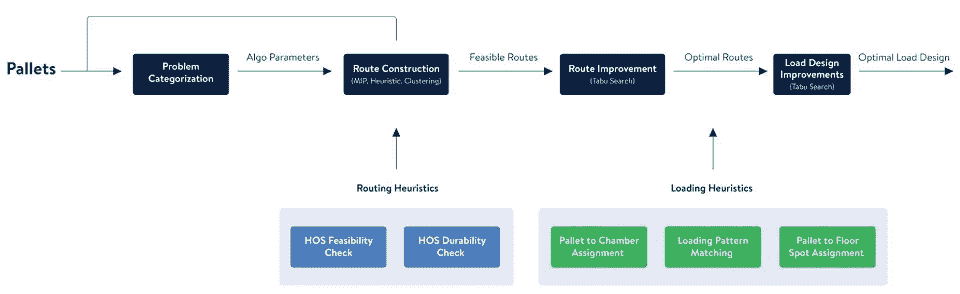 Pallets
Problem
Categorization
Algo Parameters
Route Construction
(MIP, Heuristic, Clustering)
Feasible Routes
Route Improvement
(Tabu Search)
Optimal Routes
Load Design
Improvements
(Tabu Search)
Optimal Load Design
Routing Heuristics
Loading Heuristics
HOS Feasibility
Check
HOS Durability
Check
Pallet to Chamber
Assignment
Loading Pattern
Matching
Pallet to Floor
Spot Assignment